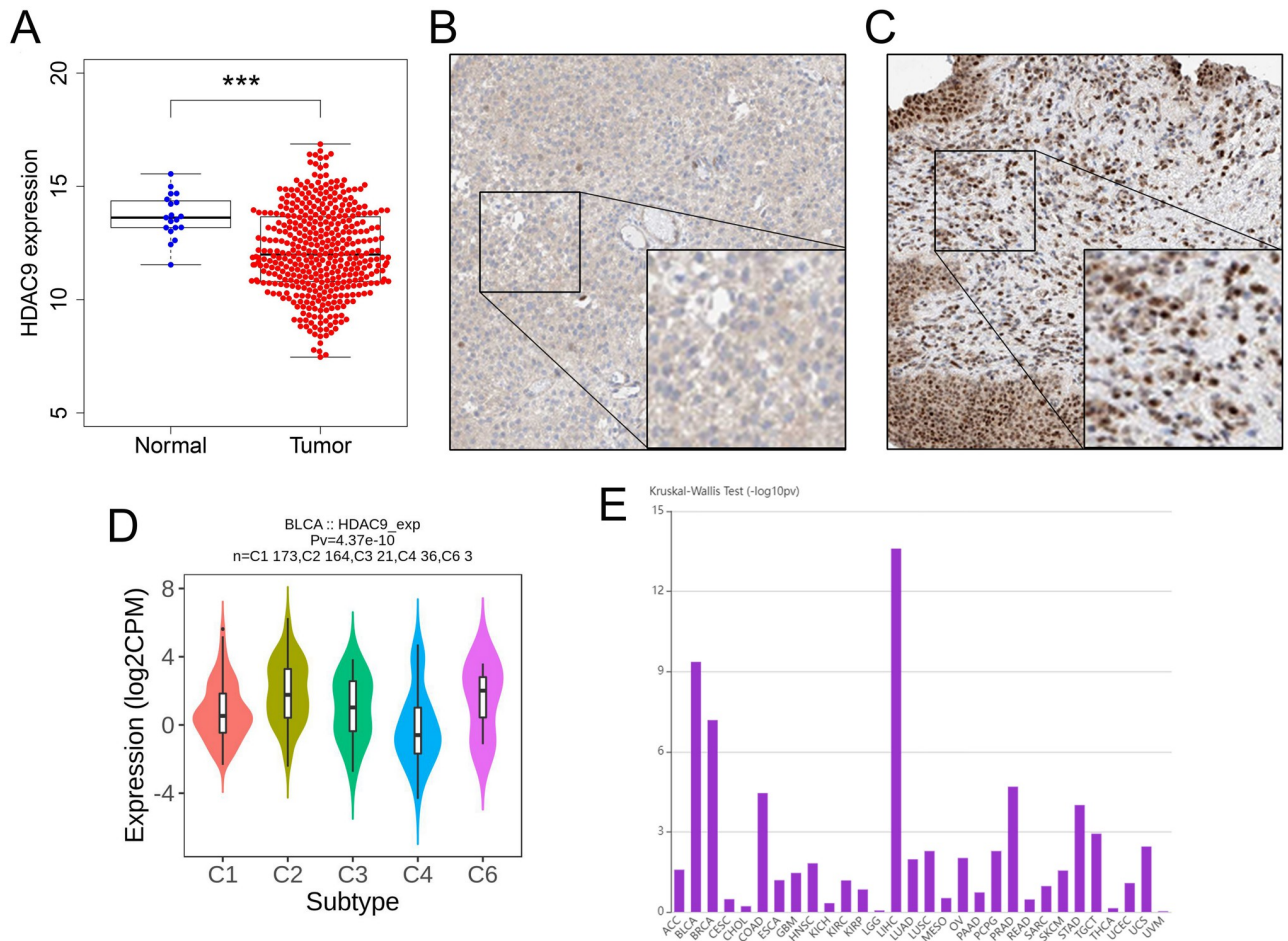 A
B
C
20
15
10
5
HDAC9 expression
***
Normal
Tumor
D
BLCA :: HDAC9_exp
Pv=4.37e-10
n=C1 173,C2 164,C3 21,C4 36,C6 3
8
4
0
-4
Expression (log2CPM)
C1 C2 C3 C4 C6
Subtype
E
Kruskal-Wallis Test (-log10pv)
15
12
9
6
3
0
ACC
BLCA
BRCA
CESC
CHOL
COAD
ESCA
GBM
HNSC
KICH
KIRC
KIRP
LGG
LIHC
LUAD
LUSC
MESO
OV
PAAD
PCPG
PRAD
READ
SARC
SKCM
STAD
TGCT
THCA
UCEC
UCS
UVM